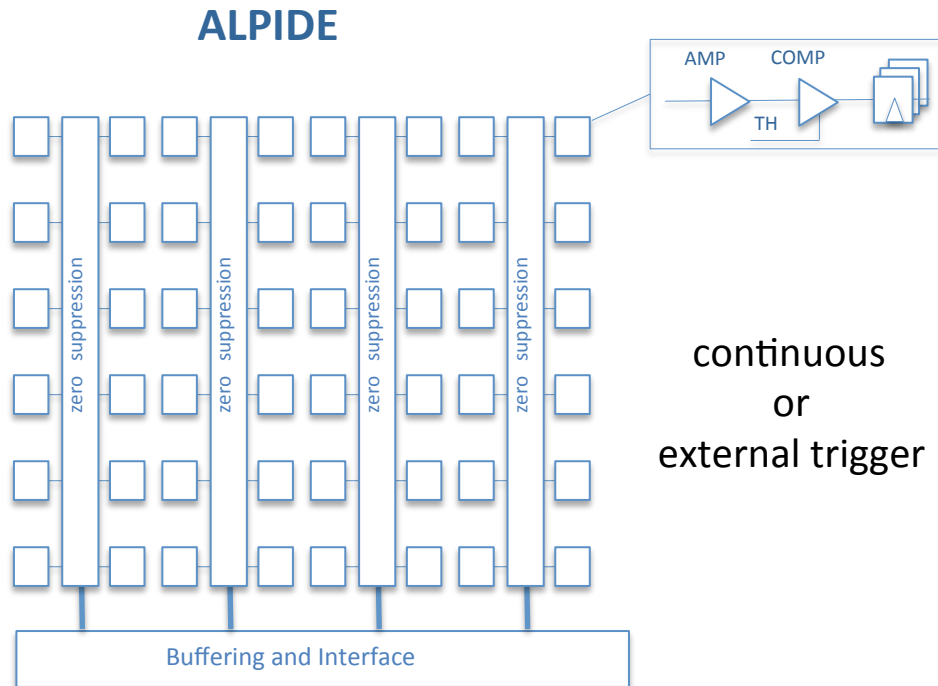 ALPIDE
AMP
COMP
TH
zero suppression
zero suppression
zero suppression
zero suppression
continuous
or
external trigger
Buffering and Interface